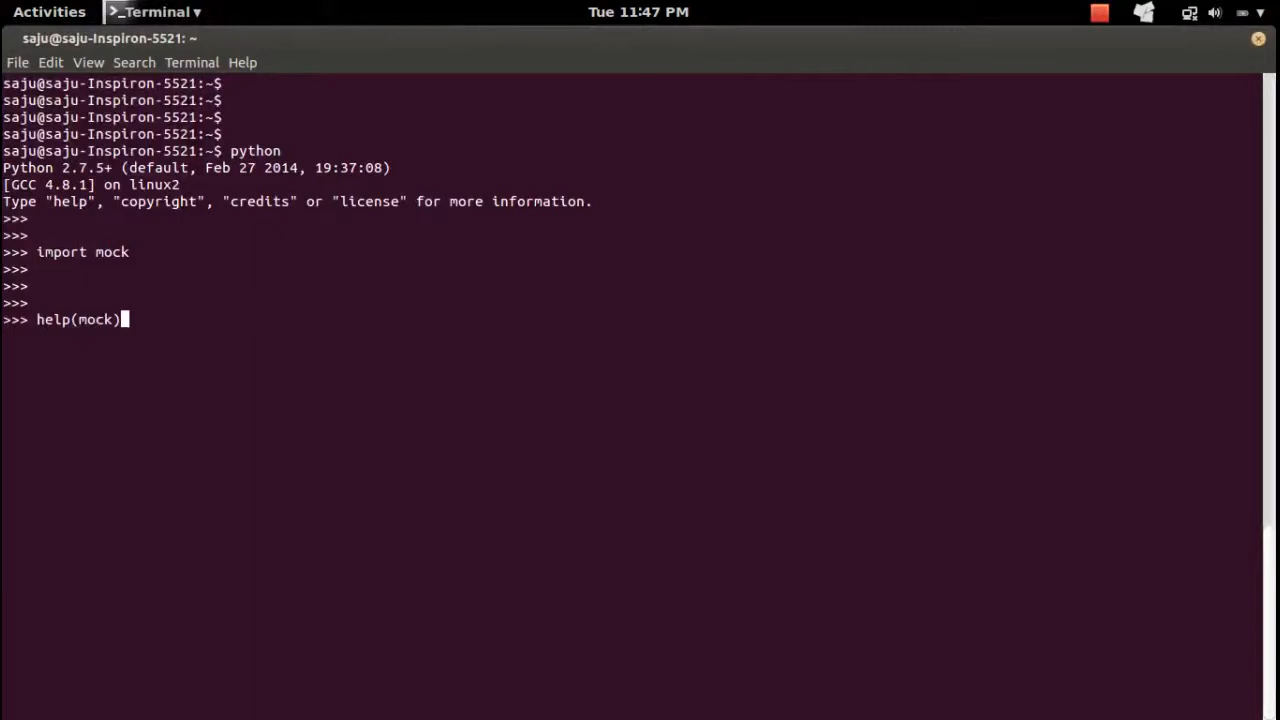 Activities
>_Terminal ▾
Tue 11:47 PM
saju@saju-Inspiron-5521: ~
File Edit View Search Terminal Help
saju@saju-Inspiron-5521:~$
saju@saju-Inspiron-5521:~$
saju@saju-Inspiron-5521:~$
saju@saju-Inspiron-5521:~$
saju@saju-Inspiron-5521:~$ python
Python 2.7.5+ (default, Feb 27 2014, 19:37:08)
[GCC 4.8.1] on linux2
Type "help", "copyright", "credits" or "license" for more information.
>>>
>>>
>>> import mock
>>>
>>>
>>>
>>> help(mock)